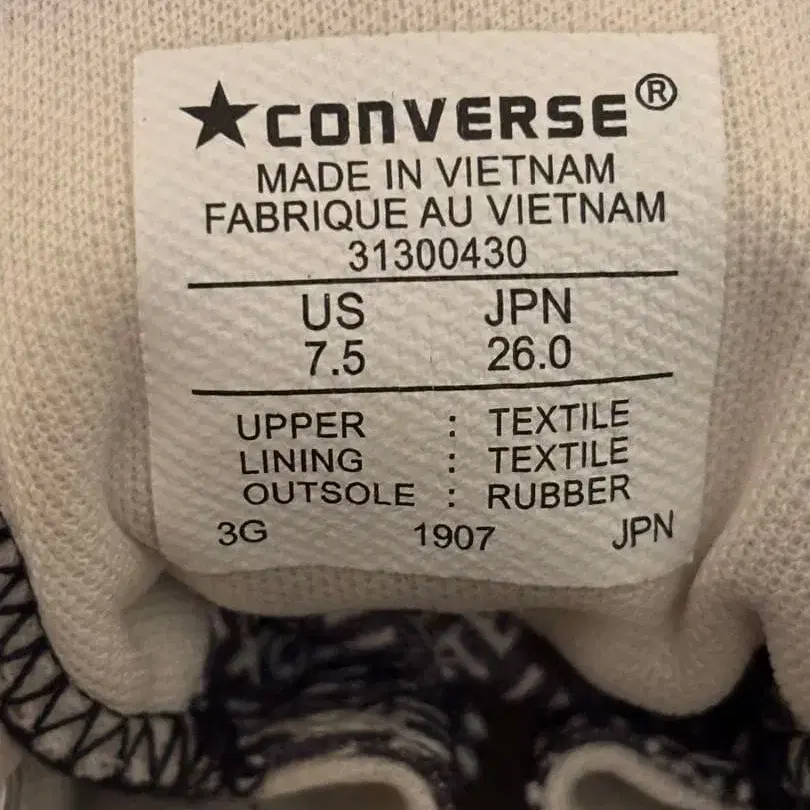 ★CONVERSE®
MADE IN VIETNAM
FABRIQUE AU VIETNAM
31300430
US JPN
7.5 26.0
UPPER : TEXTILE
LINING : TEXTILE
OUTSOLE : RUBBER
3G 1907 JPN